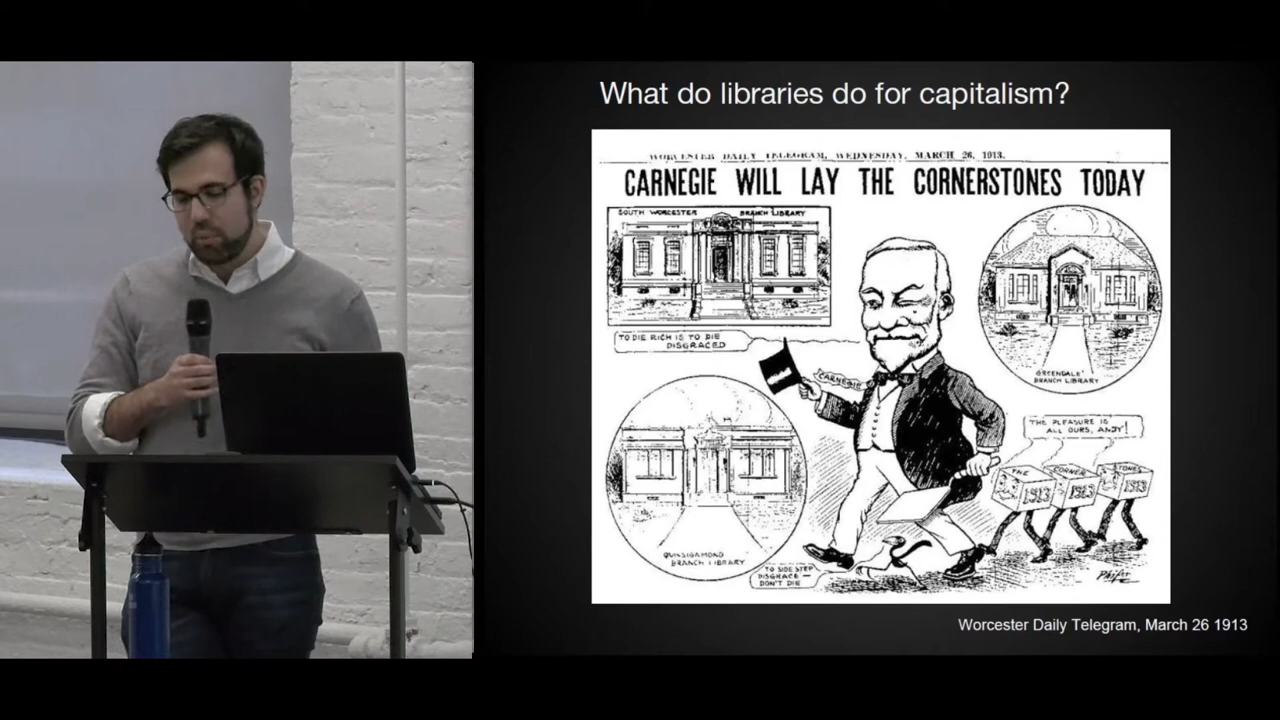 What do libraries do for capitalism?
WORCESTER DAILY TELEGRAM, WEDNESDAY, MARCH 26, 1913.
CARNEGIE WILL LAY THE CORNERSTONES TODAY
SOUTH WORCESTER BRANCH LIBRARY
TO DIE RICH IS TO DIE
DISGRACED
CARNEGIE
GREENDALE
BRANCH LIBRARY
THE PLEASURE IS
ALL OURS, ANDY!
THE CORNER STONES
1913 1913 1913
QUINSIGAMOND
BRANCH LIBRARY
TO SIDE STEP
DISGRACE —
DON'T DIE
Worcester Daily Telegram, March 26 1913